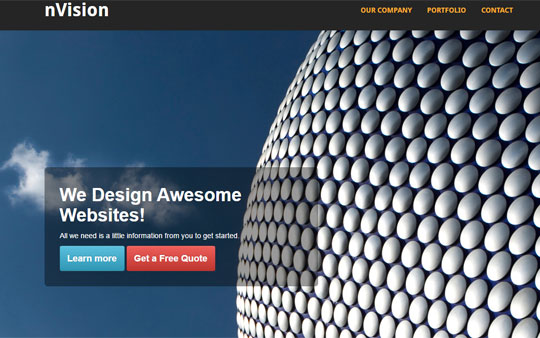 nVision
OUR COMPANY PORTFOLIO CONTACT
We Design Awesome
Websites!
All we need is a little information from you to get started.
Learn more Get a Free Quote